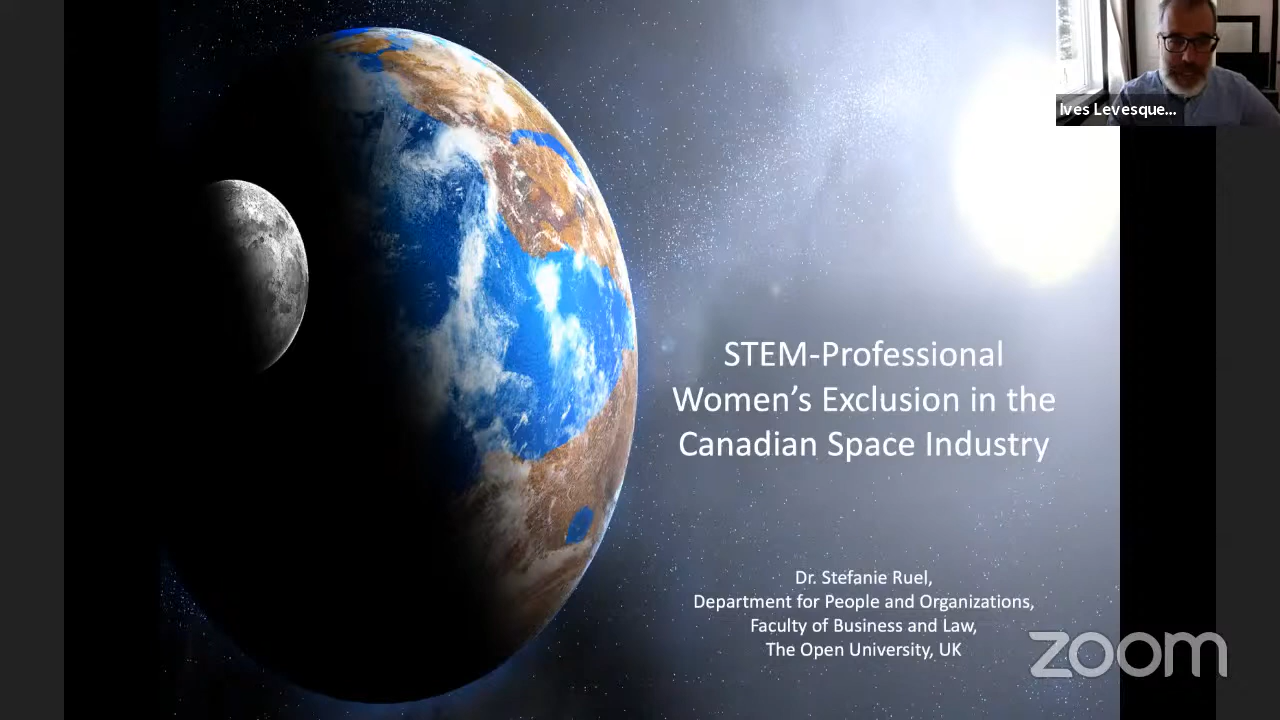 Ives Levesque...
STEM-Professional
Women's Exclusion in the
Canadian Space Industry
Dr. Stefanie Ruel,
Department for People and Organizations,
Faculty of Business and Law,
The Open University, UK
zoom